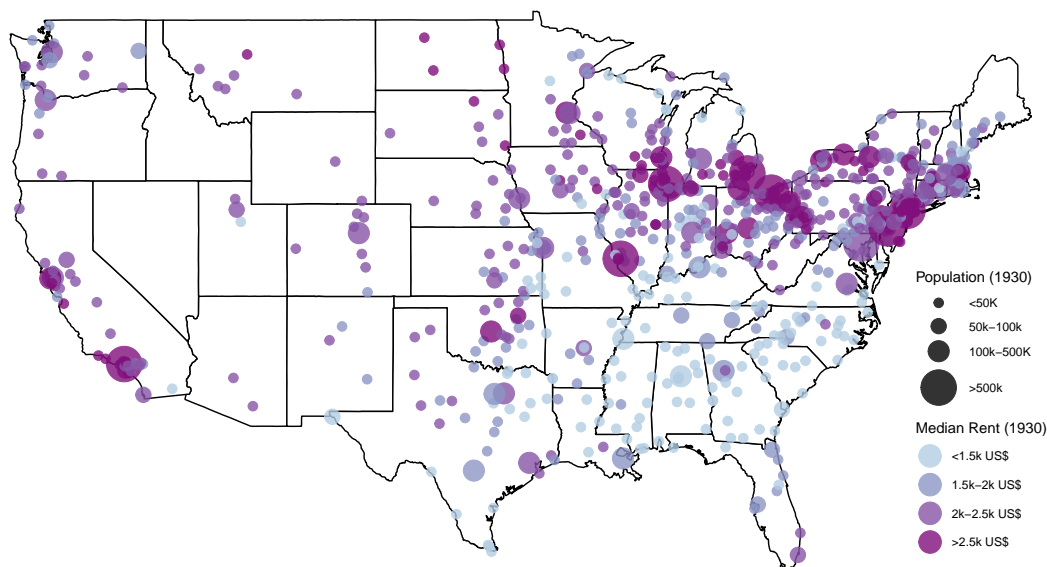 Population (1930)
<50K
50k−100k
100k−500K
>500k
Median Rent (1930)
<1.5k US$
1.5k−2k US$
2k−2.5k US$
>2.5k US$